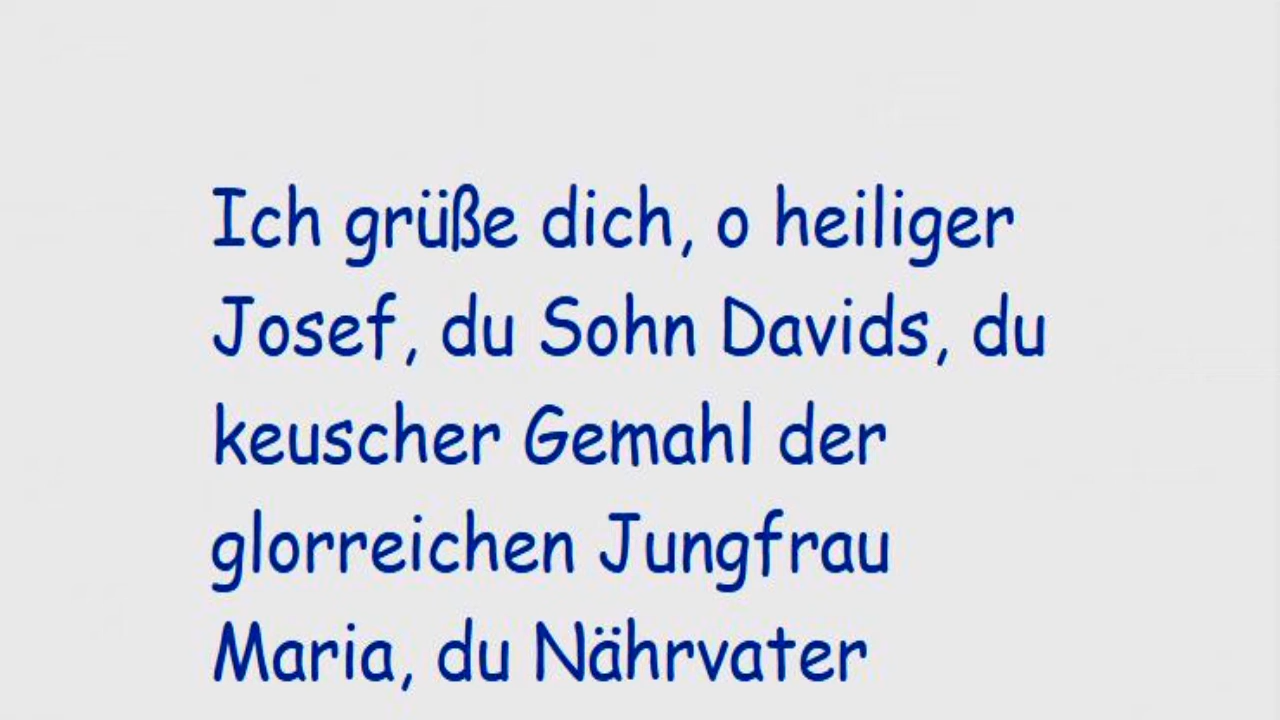 Ich grüße dich, o heiliger
Josef, du Sohn Davids, du
keuscher Gemahl der
glorreichen Jungfrau
Maria, du Nährvater